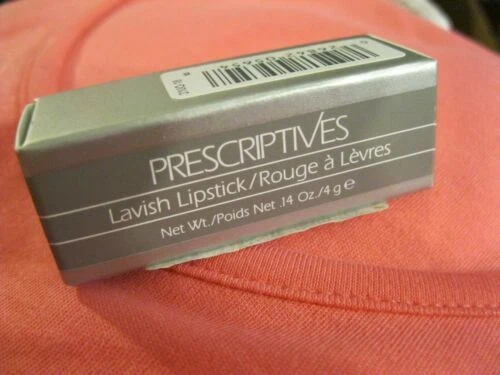 PRESCRIPTIVES
Lavish Lipstick/Rouge à Lèvres
Net Wt./Poids Net .14 Oz./4 g e